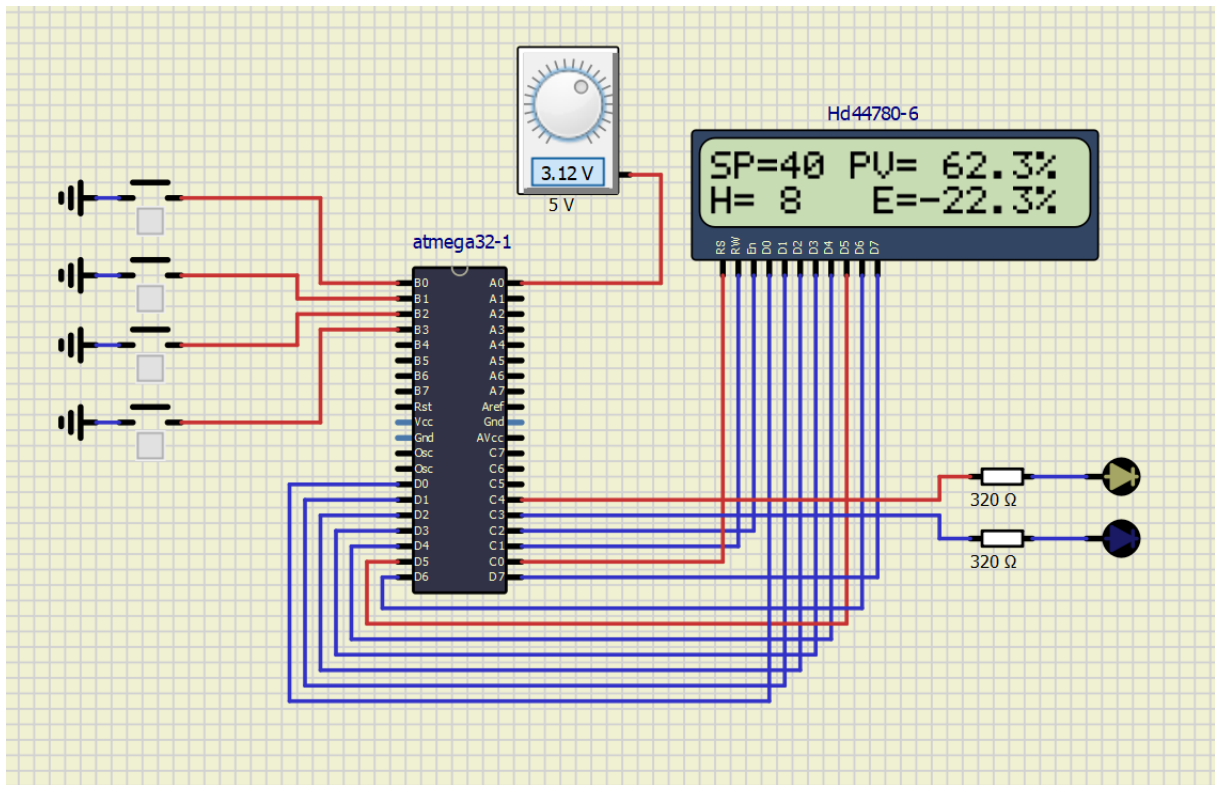 Hd44780-6
SP=40 PV= 62.3%
H= 8 E=-22.3%
RS RW En D0 D1 D2 D3 D4 D5 D6 D7
3.12 V
5 V
atmega32-1
B0 A0
B1 A1
B2 A2
B3 A3
B4 A4
B5 A5
B6 A6
B7 A7
Rst Aref
Vcc Gnd
Gnd AVcc
Osc C7
Osc C6
D0 C5
D1 C4
D2 C3
D3 C2
D4 C1
D5 C0
D6 D7
320 Ω
320 Ω